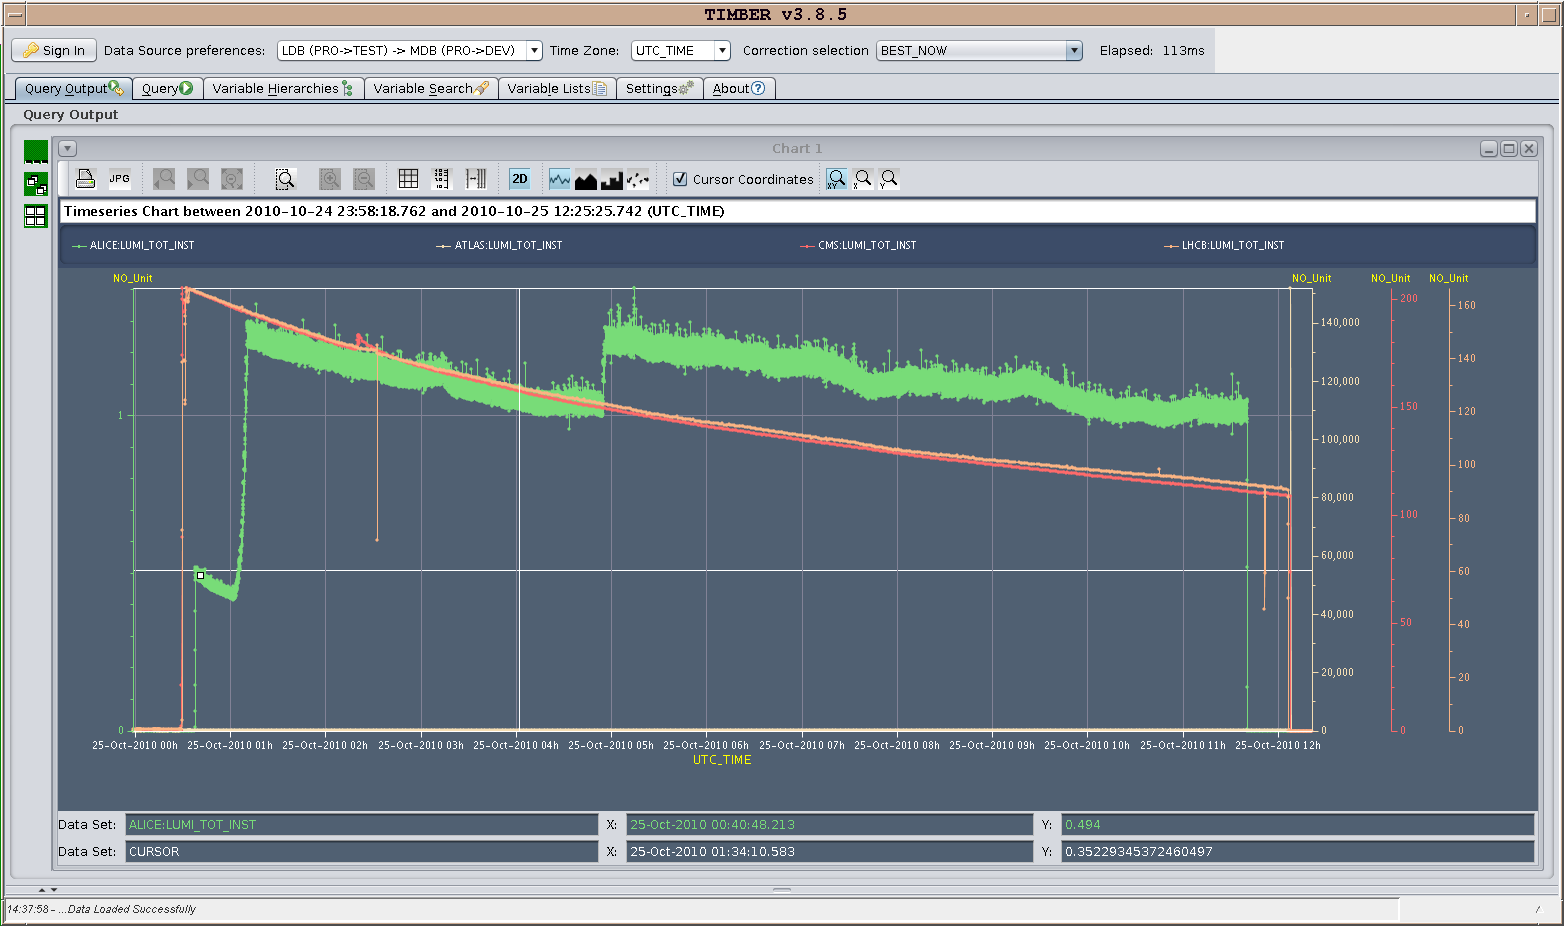 TIMBER v3.8.5
Sign In Data Source preferences: LDB (PRO->TEST) -> MDB (PRO->DEV) Time Zone: UTC_TIME Correction selection BEST_NOW Elapsed: 113ms
Query Output Query Variable Hierarchies Variable Search Variable Lists Settings About
Query Output
Chart 1
JPG 2D Cursor Coordinates XY X Y
Timeseries Chart between 2010-10-24 23:58:18.762 and 2010-10-25 12:25:25.742 (UTC_TIME)
ALICE:LUMI_TOT_INST ATLAS:LUMI_TOT_INST CMS:LUMI_TOT_INST LHCB:LUMI_TOT_INST
NO_Unit NO_Unit NO_Unit NO_Unit
200
160
140,000
140
120,000
1 150 120
100,000
100
80,000
100 80
60,000
60
40,000 50 40
20,000 20
0 0 0 0
25-Oct-2010 00h 25-Oct-2010 01h 25-Oct-2010 02h 25-Oct-2010 03h 25-Oct-2010 04h 25-Oct-2010 05h 25-Oct-2010 06h 25-Oct-2010 07h 25-Oct-2010 08h 25-Oct-2010 09h 25-Oct-2010 10h 25-Oct-2010 11h 25-Oct-2010 12h
UTC_TIME
Data Set: ALICE:LUMI_TOT_INST X: 25-Oct-2010 00:40:48.213 Y: 0.494
Data Set: CURSOR X: 25-Oct-2010 01:34:10.583 Y: 0.35229345372460497
14:37:58 - ...Data Loaded Successfully